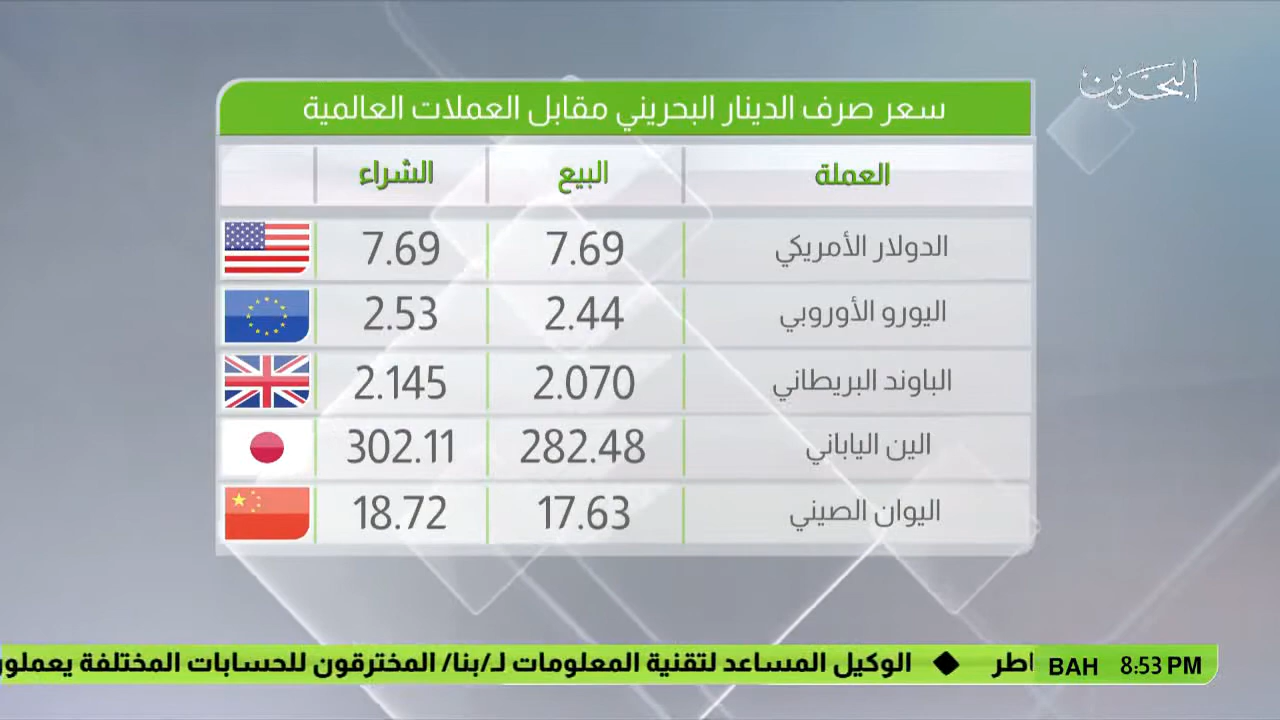 البحرين
سعر صرف الدينار البحريني مقابل العملات العالمية
العملة البيع الشراء
الدولار الأمريكي 7.69 7.69
اليورو الأوروبي 2.44 2.53
الباوند البريطاني 2.070 2.145
الين الياباني 282.48 302.11
اليوان الصيني 17.63 18.72
BAH 8:53 PM اطر ◆ الوكيل المساعد لتقنية المعلومات لـ/بنا/ المخترقون للحسابات المختلفة يعملو